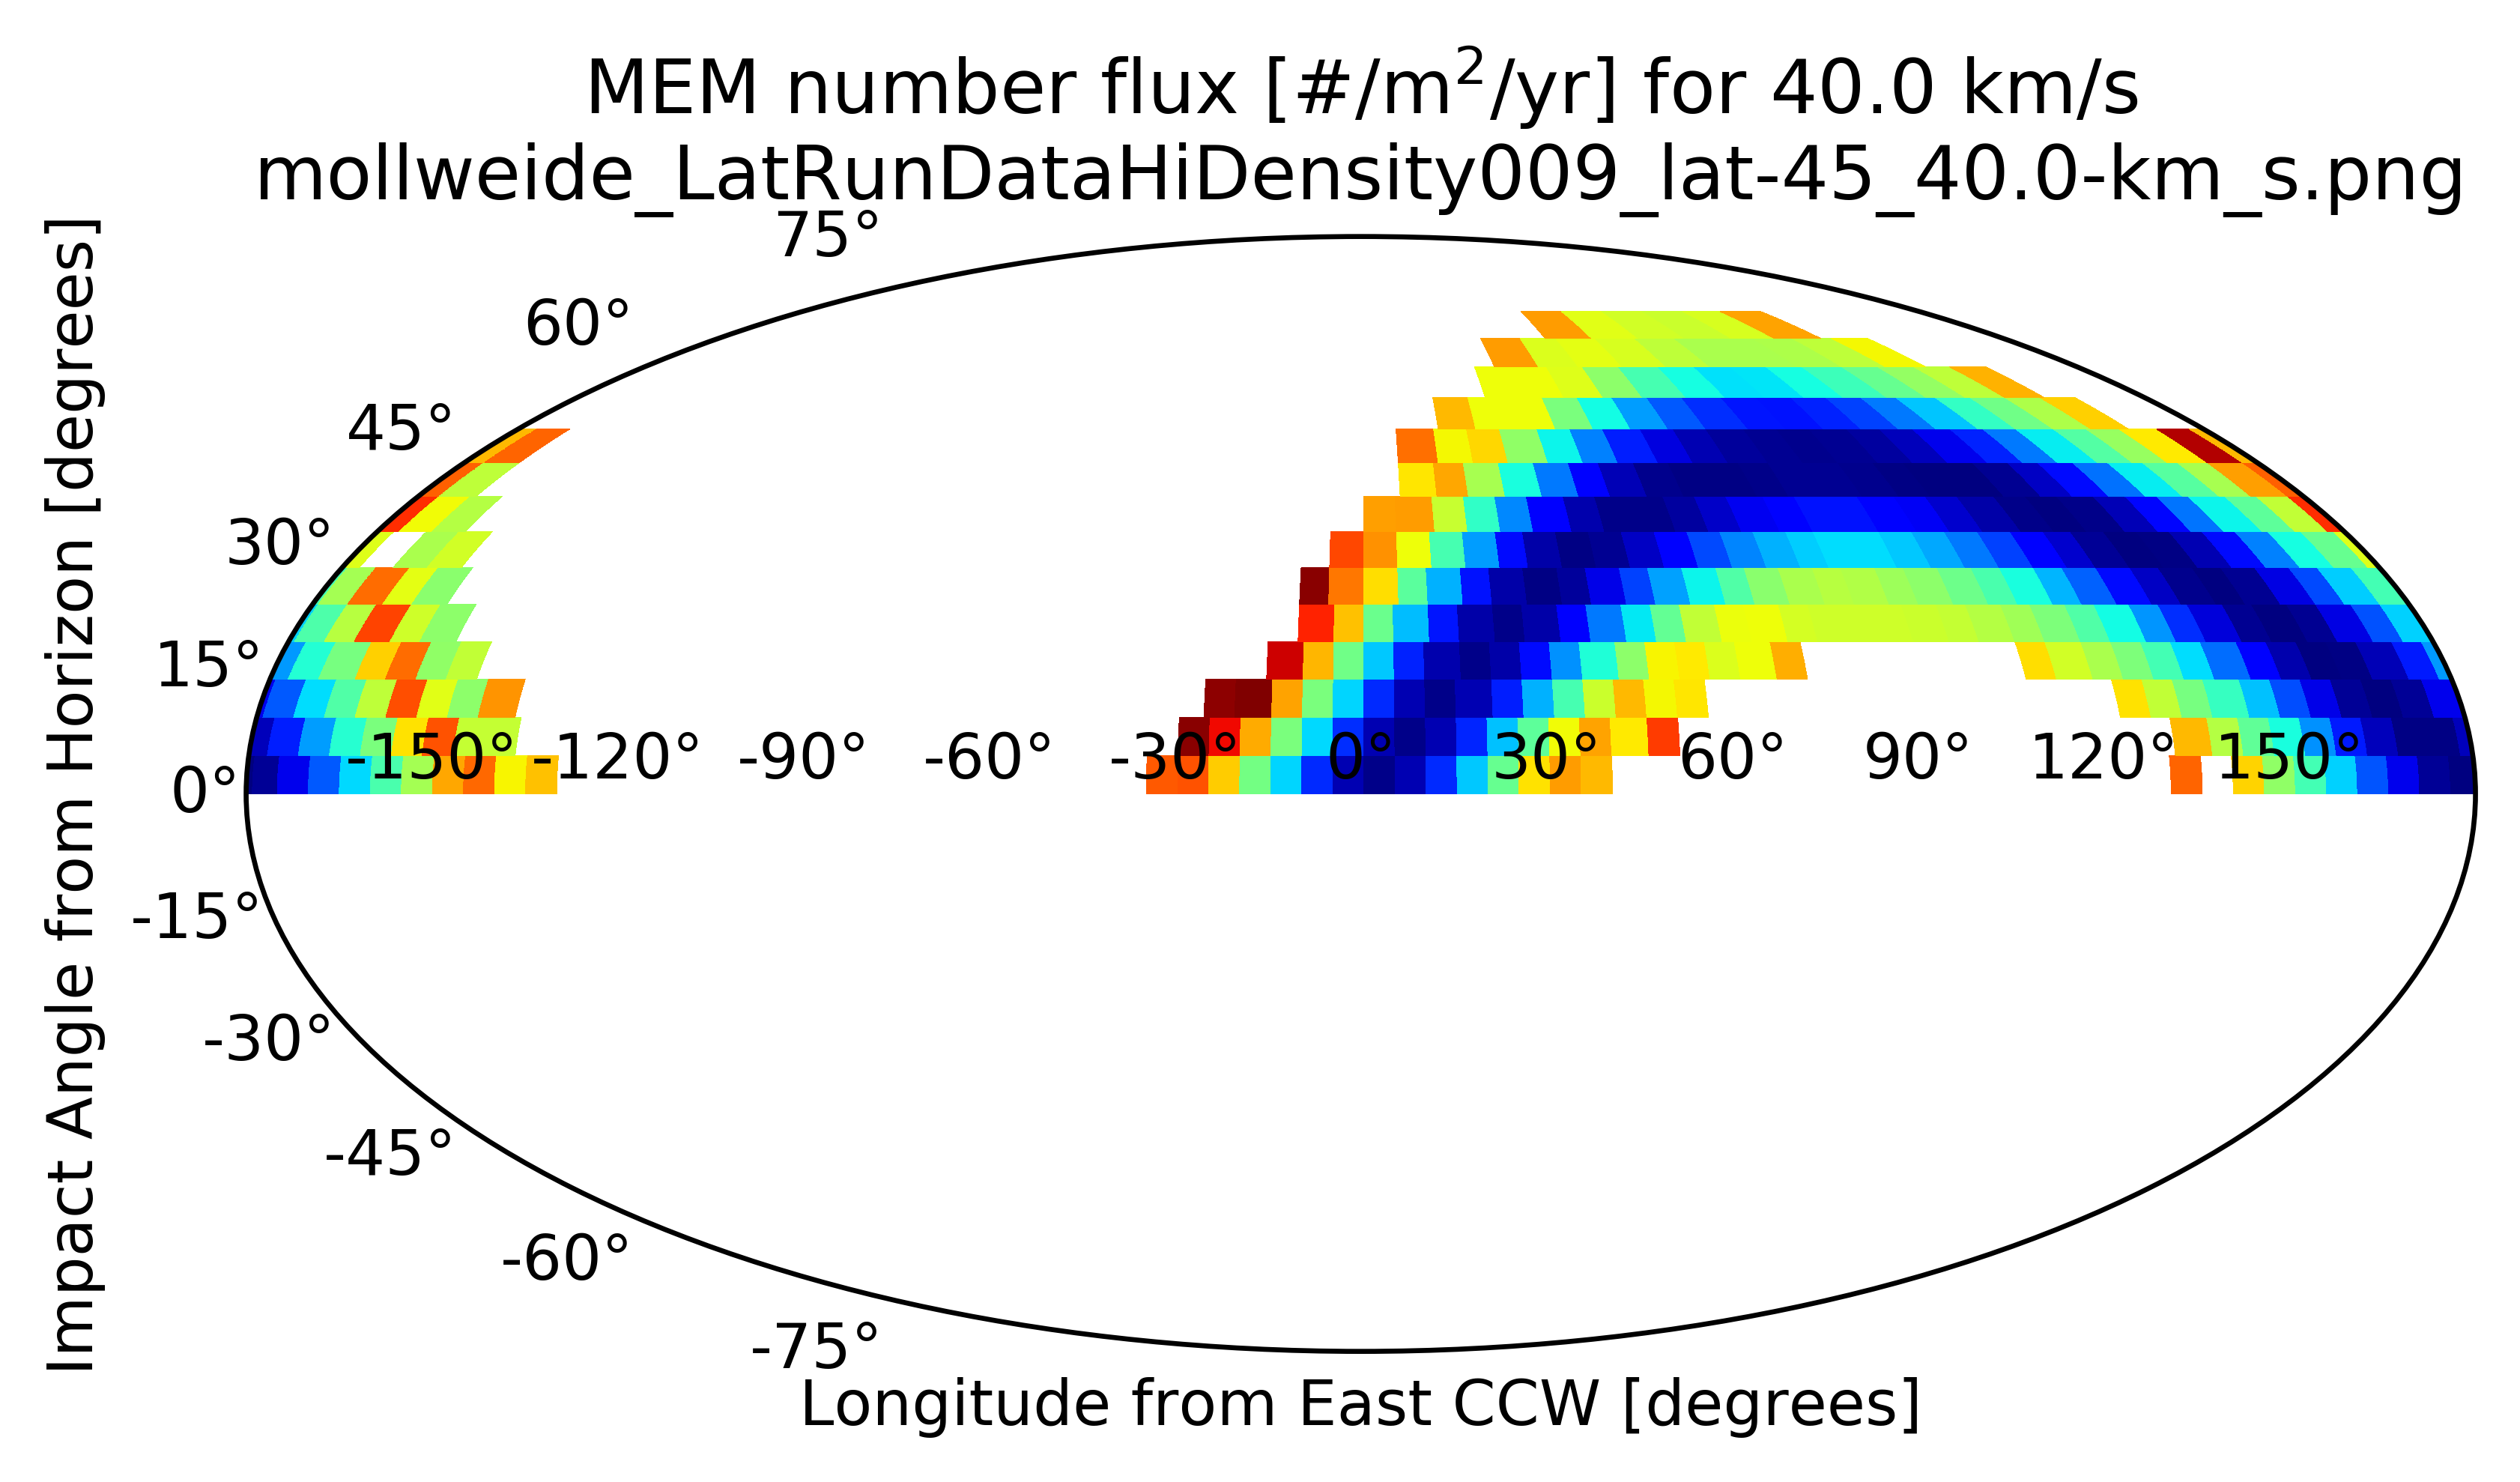 MEM number flux [#/m²/yr] for 40.0 km/s
mollweide_LatRunDataHiDensity009_lat-45_40.0-km_s.png
Impact Angle from Horizon [degrees]
75°
60°
45°
30°
15°
0°
-15°
-30°
-45°
-60°
-75°
-150° -120° -90° -60° -30° 0° 30° 60° 90° 120° 150°
Longitude from East CCW [degrees]